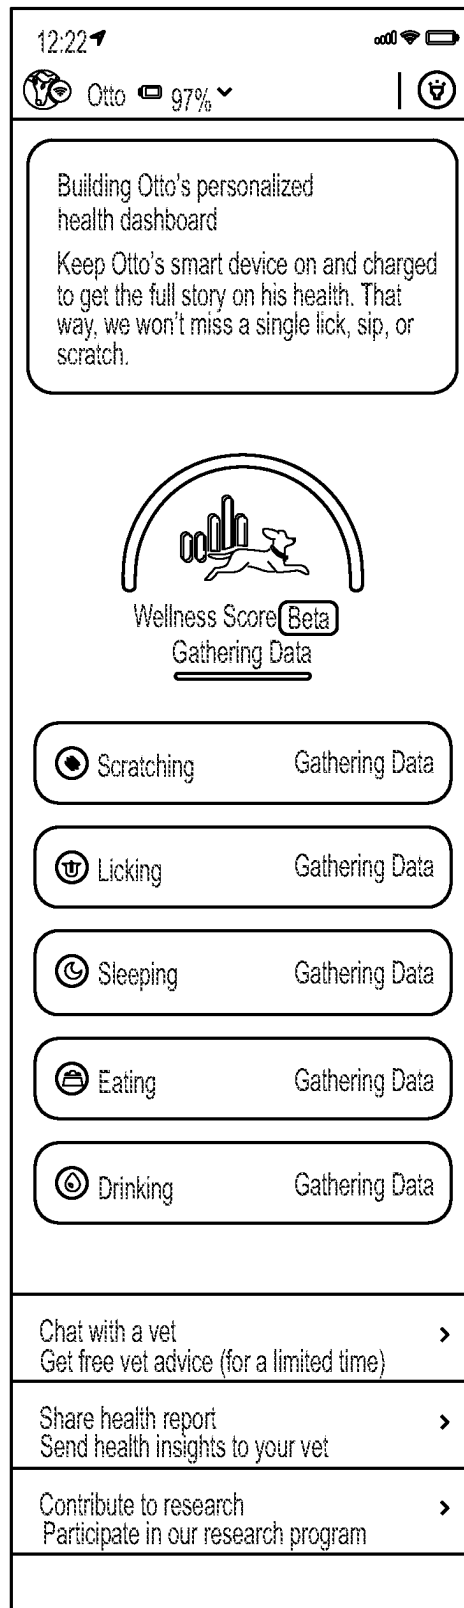 12:22
Otto 97%
Building Otto's personalized
health dashboard
Keep Otto's smart device on and charged
to get the full story on his health. That
way, we won't miss a single lick, sip, or
scratch.
Wellness Score Beta
Gathering Data
Scratching Gathering Data
Licking Gathering Data
Sleeping Gathering Data
Eating Gathering Data
Drinking Gathering Data
Chat with a vet
Get free vet advice (for a limited time)
Share health report
Send health insights to your vet
Contribute to research
Participate in our research program